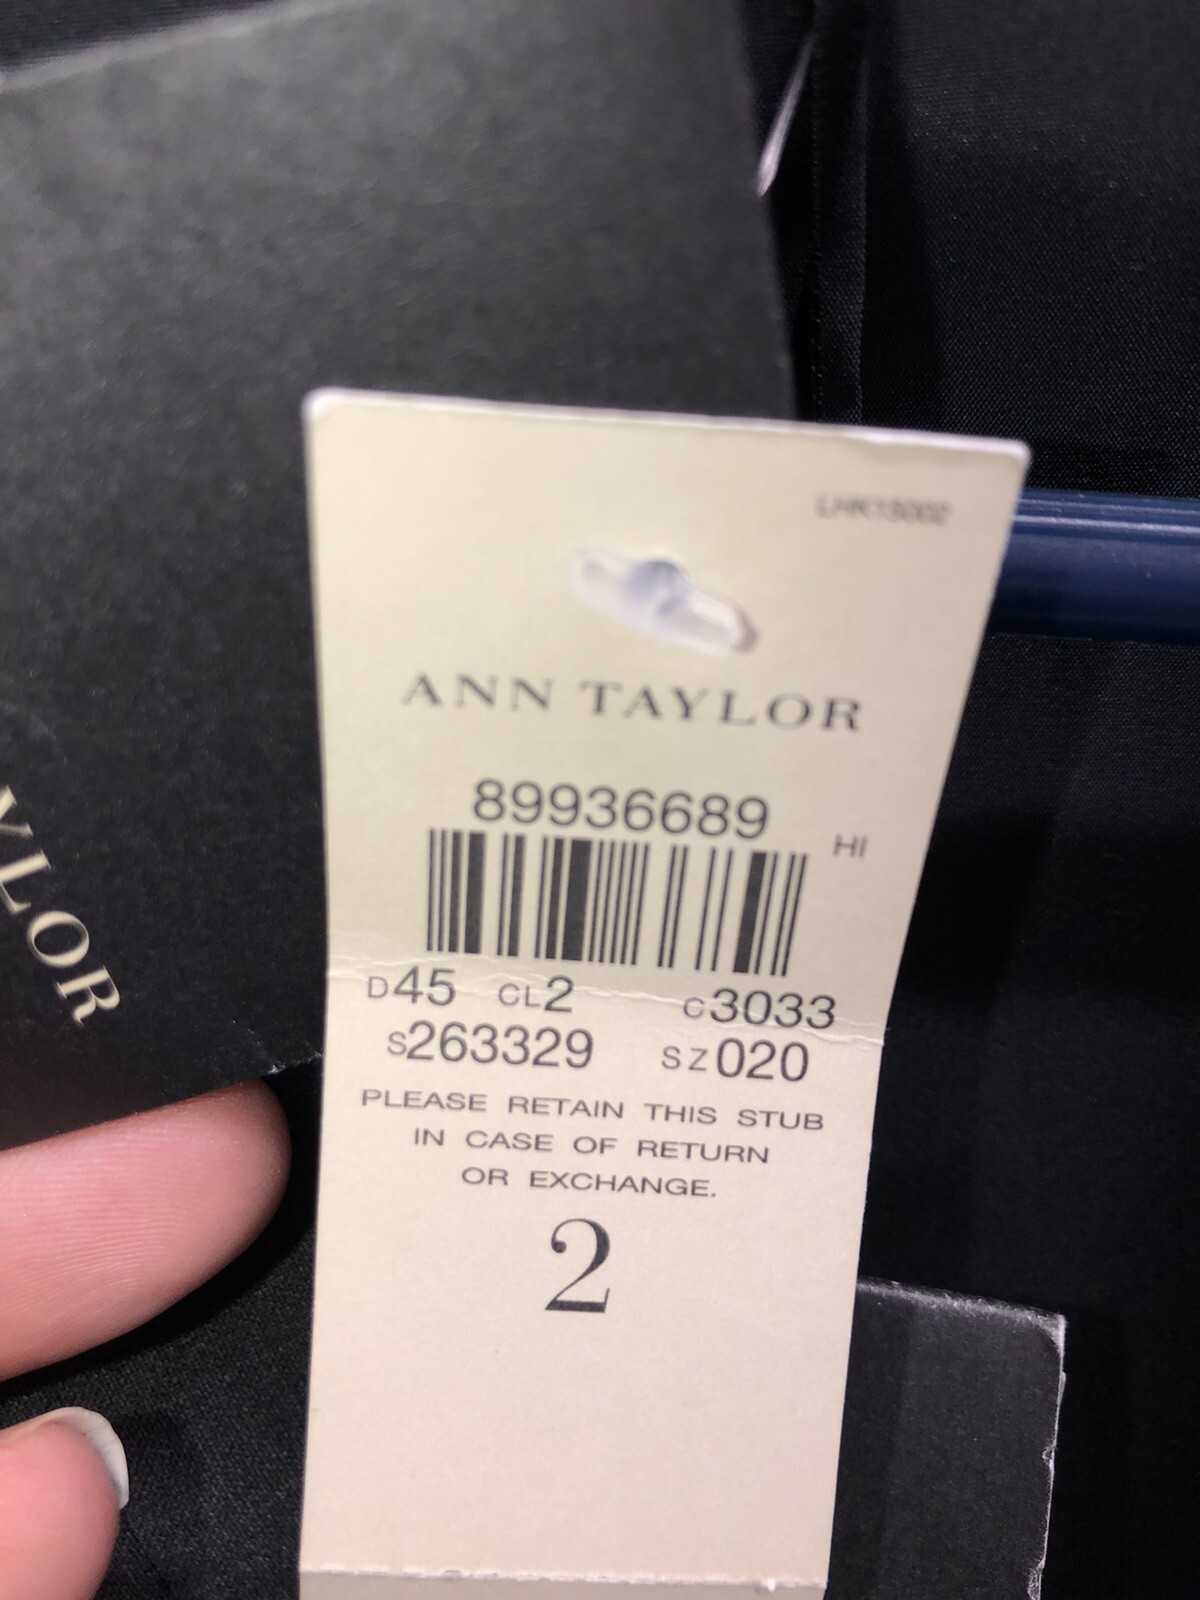 LHK15002
ANN TAYLOR
89936689
HI
D45 CL2 C3033
S263329 SZ020
PLEASE RETAIN THIS STUB
IN CASE OF RETURN
OR EXCHANGE.
2
YLOR